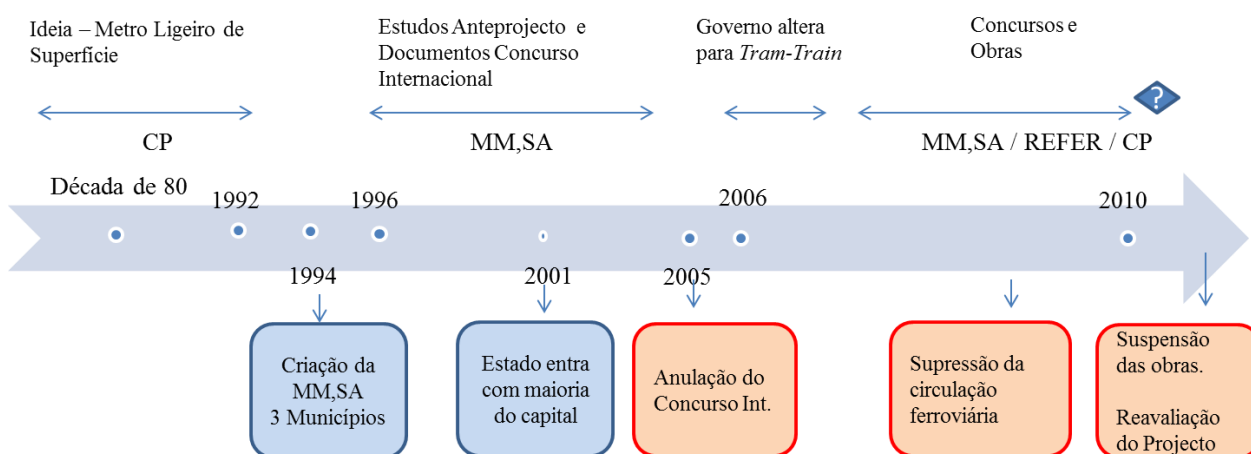 Ideia – Metro Ligeiro de
Superfície
Estudos Anteprojecto e
Documentos Concurso
Internacional
Governo altera
para Tram-Train
Concursos e
Obras
?
CP
MM,SA
MM,SA / REFER / CP
Década de 80
1992
1996
2006
2010
1994
2001
2005
Criação da
MM,SA
3 Municípios
Estado entra
com maioria
do capital
Anulação do
Concurso Int.
Supressão da
circulação
ferroviária
Suspensão
das obras.
Reavaliação
do Projecto